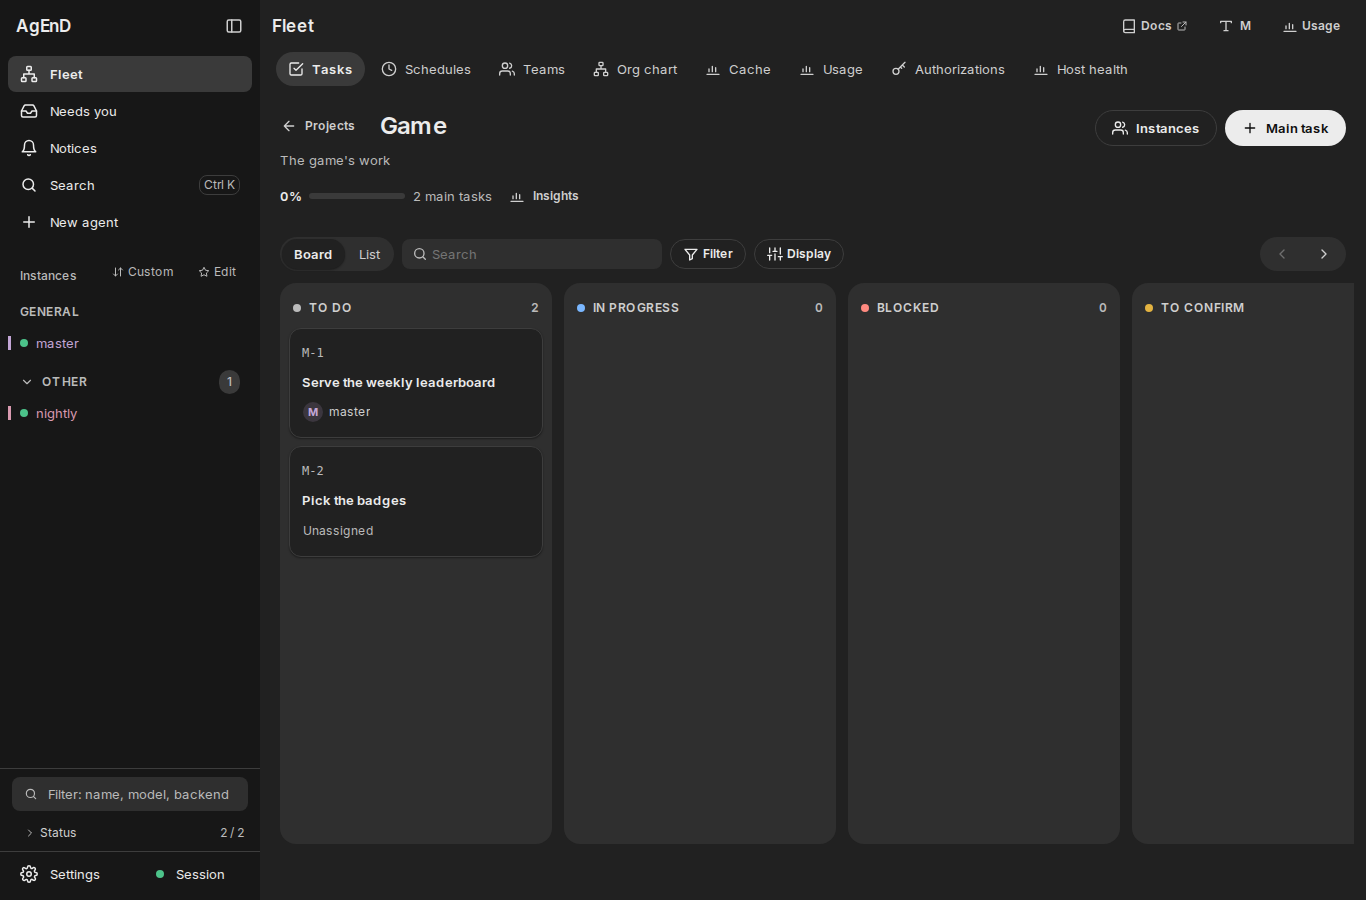 AgEnD
Fleet
Needs you
Notices
Search Ctrl K
New agent
Instances Custom Edit
GENERAL
master
OTHER 1
nightly
Filter: name, model, backend
Status 2 / 2
Settings Session
Fleet
Docs M Usage
Tasks Schedules Teams Org chart Cache Usage Authorizations Host health
Projects Game
Instances Main task
The game's work
0% 2 main tasks Insights
Board List Search Filter Display
TO DO 2
M-1
Serve the weekly leaderboard
M master
M-2
Pick the badges
Unassigned
IN PROGRESS 0
BLOCKED 0
TO CONFIRM